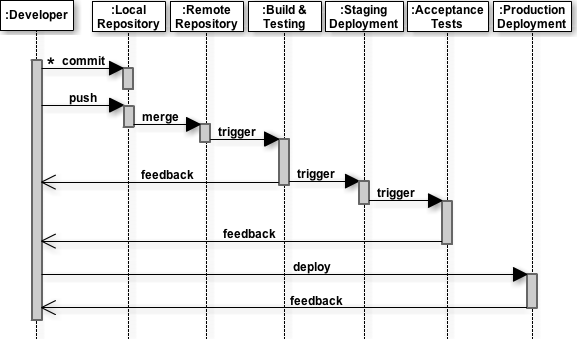 :Developer
:Local
Repository
:Remote
Repository
:Build &
Testing
:Staging
Deployment
:Acceptance
Tests
:Production
Deployment
* commit
push
merge
trigger
feedback
trigger
trigger
feedback
deploy
feedback